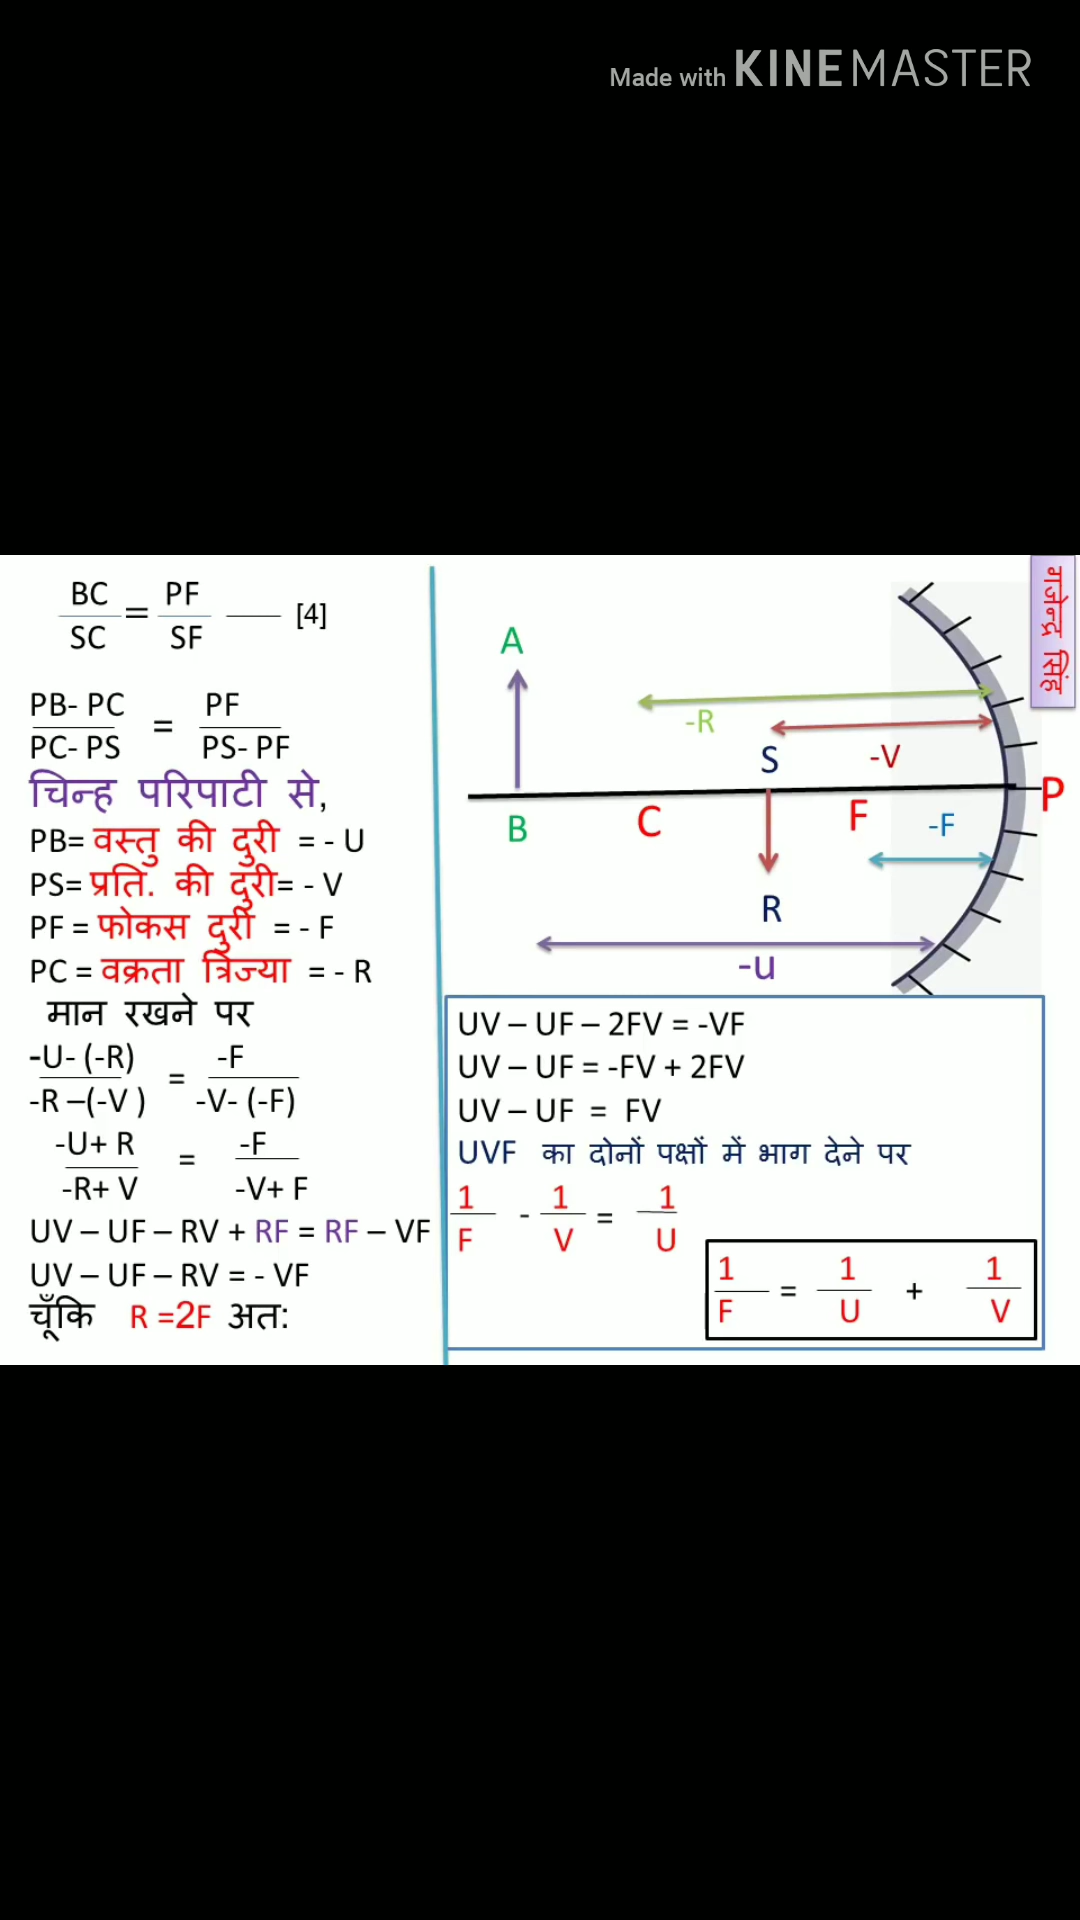 Made with KINEMASTER
गजेन्द्र सिंह
BC/SC = PF/SF —— [4]
PB- PC/PC- PS = PF/PS- PF
चिन्ह परिपाटी से,
PB= वस्तु की दुरी = - U
PS= प्रति. की दुरी= - V
PF = फोकस दुरी = - F
PC = वक्रता त्रिज्या = - R
मान रखने पर
-U- (-R)/-R –(-V ) = -F/-V- (-F)
-U+ R/-R+ V = -F/-V+ F
UV – UF – RV + RF = RF – VF
UV – UF – RV = - VF
चूँकि R =2F अत:
A
-R
S
-V
B
C
F
-F
P
R
-u
UV – UF – 2FV = -VF
UV – UF = -FV + 2FV
UV – UF = FV
UVF का दोनों पक्षों में भाग देने पर
1/F - 1/V = 1/U
1/F = 1/U + 1/V